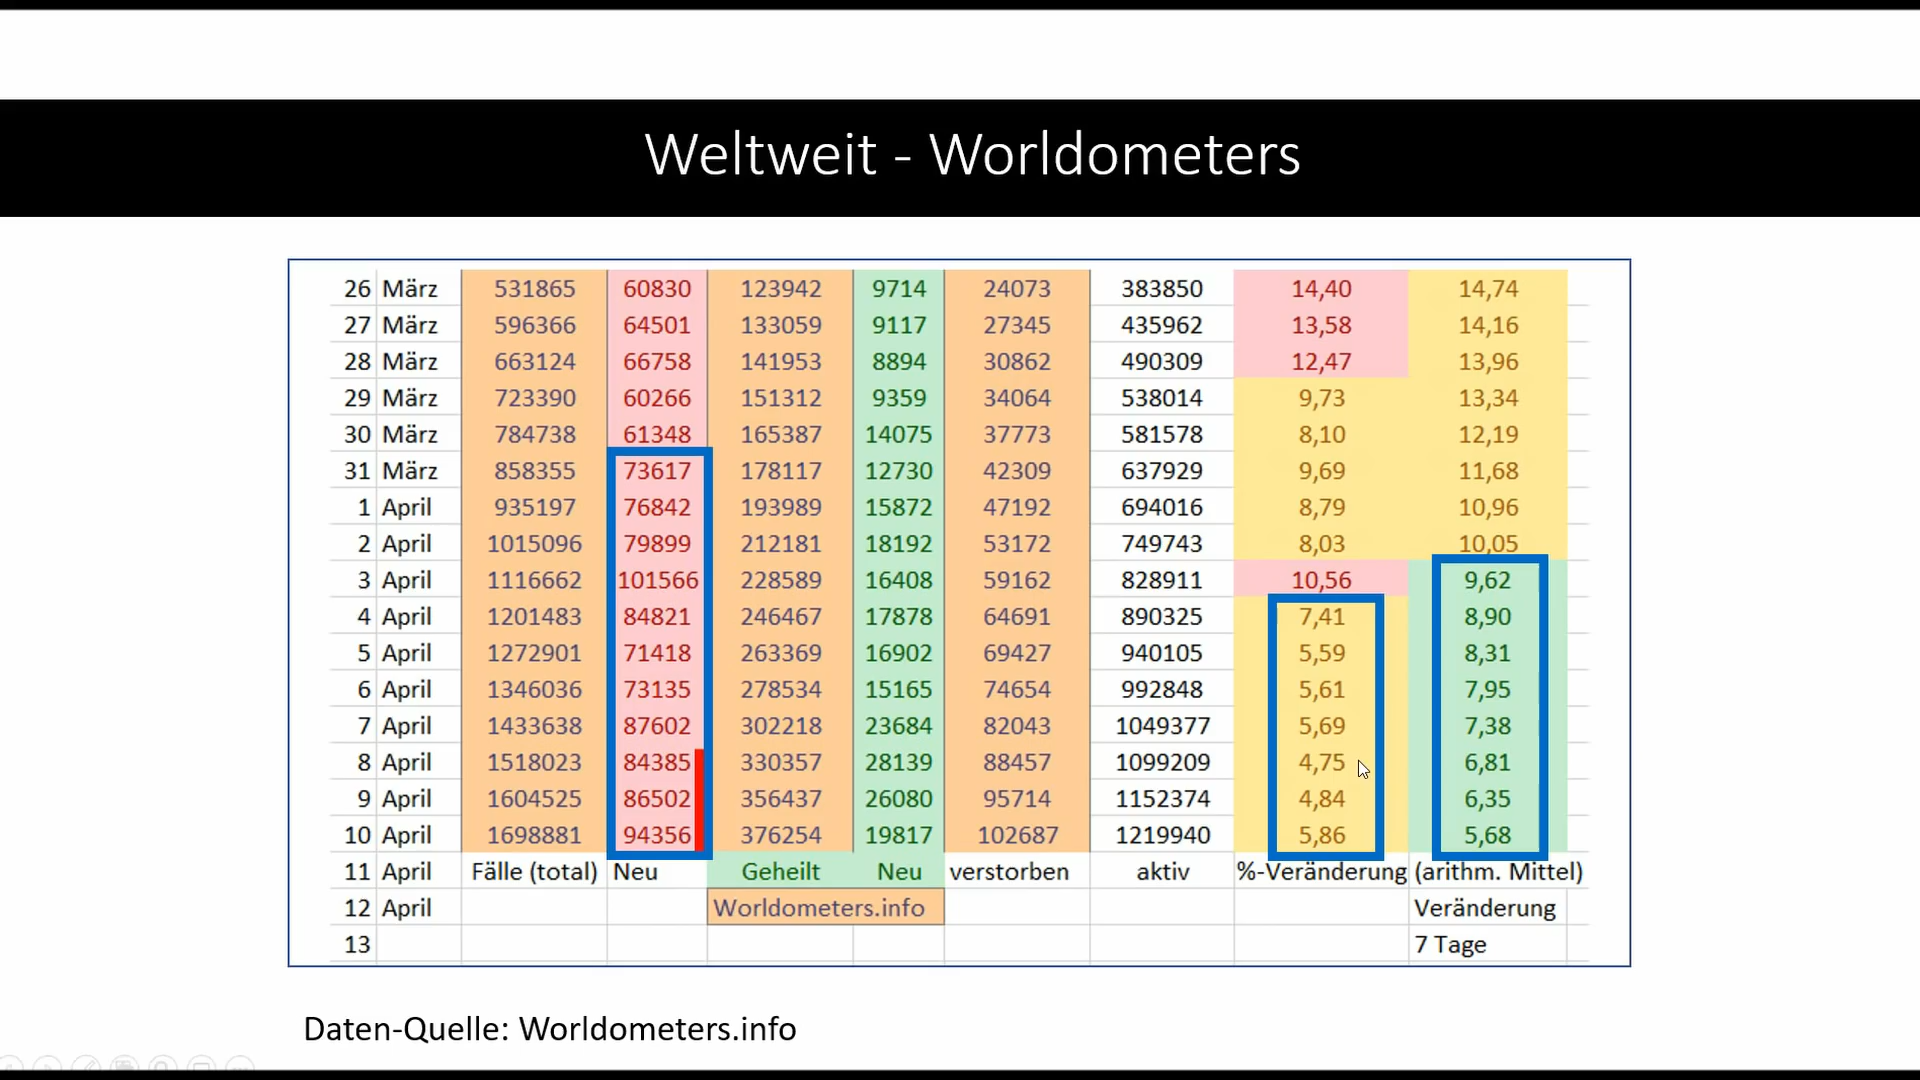 Weltweit - Worldometers
26 März 531865 60830 123942 9714 24073 383850 14,40 14,74
27 März 596366 64501 133059 9117 27345 435962 13,58 14,16
28 März 663124 66758 141953 8894 30862 490309 12,47 13,96
29 März 723390 60266 151312 9359 34064 538014 9,73 13,34
30 März 784738 61348 165387 14075 37773 581578 8,10 12,19
31 März 858355 73617 178117 12730 42309 637929 9,69 11,68
1 April 935197 76842 193989 15872 47192 694016 8,79 10,96
2 April 1015096 79899 212181 18192 53172 749743 8,03 10,05
3 April 1116662 101566 228589 16408 59162 828911 10,56 9,62
4 April 1201483 84821 246467 17878 64691 890325 7,41 8,90
5 April 1272901 71418 263369 16902 69427 940105 5,59 8,31
6 April 1346036 73135 278534 15165 74654 992848 5,61 7,95
7 April 1433638 87602 302218 23684 82043 1049377 5,69 7,38
8 April 1518023 84385 330357 28139 88457 1099209 4,75 6,81
9 April 1604525 86502 356437 26080 95714 1152374 4,84 6,35
10 April 1698881 94356 376254 19817 102687 1219940 5,86 5,68
11 April Fälle (total) Neu Geheilt Neu verstorben aktiv %-Veränderung (arithm. Mittel)
12 April Worldometers.info Veränderung
13 7 Tage
Daten-Quelle: Worldometers.info